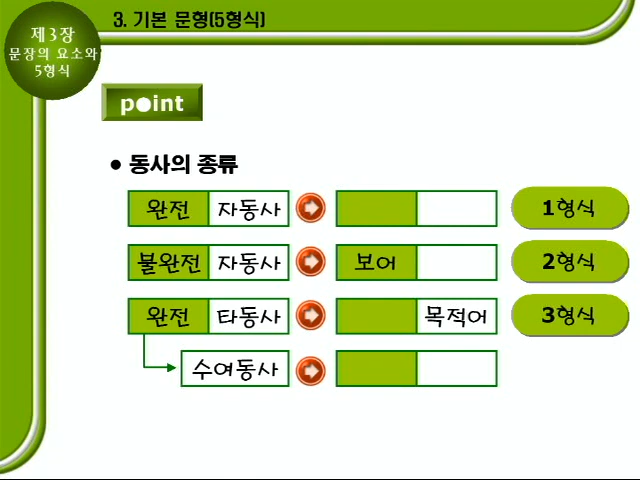 3. 기본 문형(5형식)
제3장
문장의 요소와
5형식
point
● 동사의 종류
완전 자동사 1형식
불완전 자동사 보어 2형식
완전 타동사 목적어 3형식
수여동사